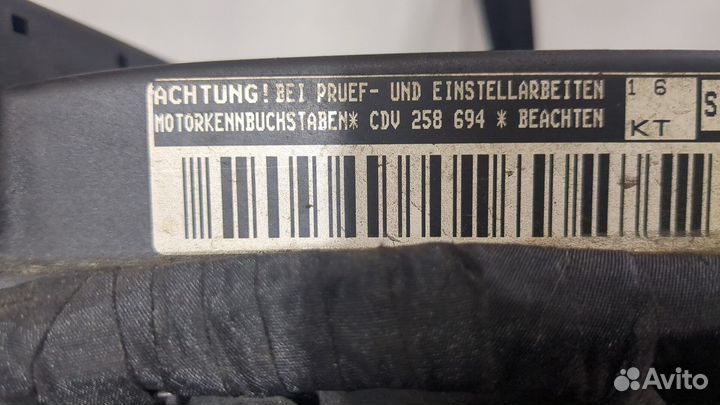 ACHTUNG! BEI PRUEF- UND EINSTELLARBEITEN
MOTORKENNBUCHSTABEN* CDV 258 694 * BEACHTEN
1 6
KT
S
Avito